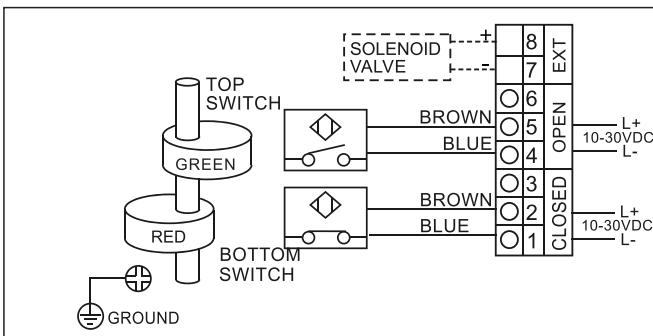 SOLENOID
VALVE
+
-
8
7
EXT
TOP
SWITCH
GREEN
BROWN
BLUE
6
5
4
OPEN
L+
10-30VDC
L-
RED
BOTTOM
SWITCH
BROWN
BLUE
3
2
1
CLOSED
L+
10-30VDC
L-
GROUND